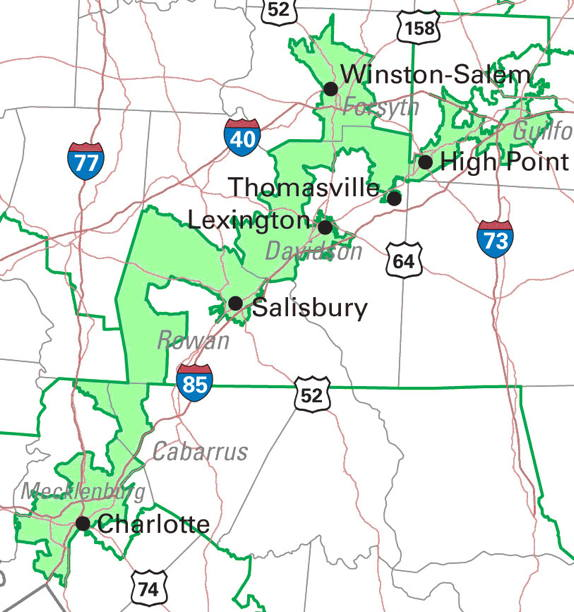 52
158
Winston-Salem
Forsyth
Guilfo
40
77
High Point
Thomasville
Lexington
73
Davidson
64
Salisbury
Rowan
85
52
Cabarrus
Mecklenburg
Charlotte
74